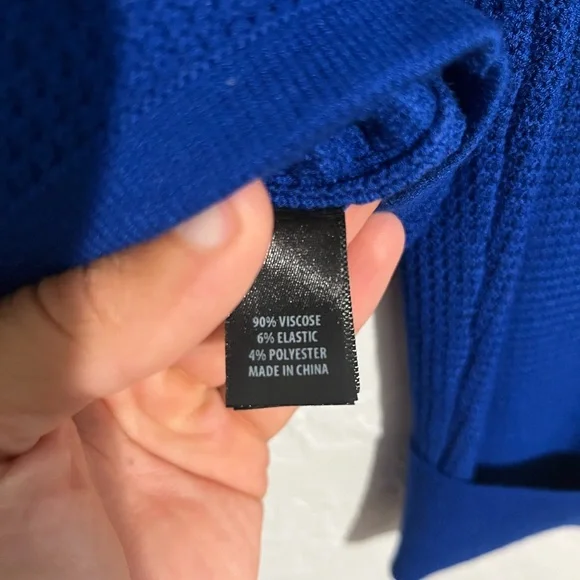 90% VISCOSE
6% ELASTIC
4% POLYESTER
MADE IN CHINA